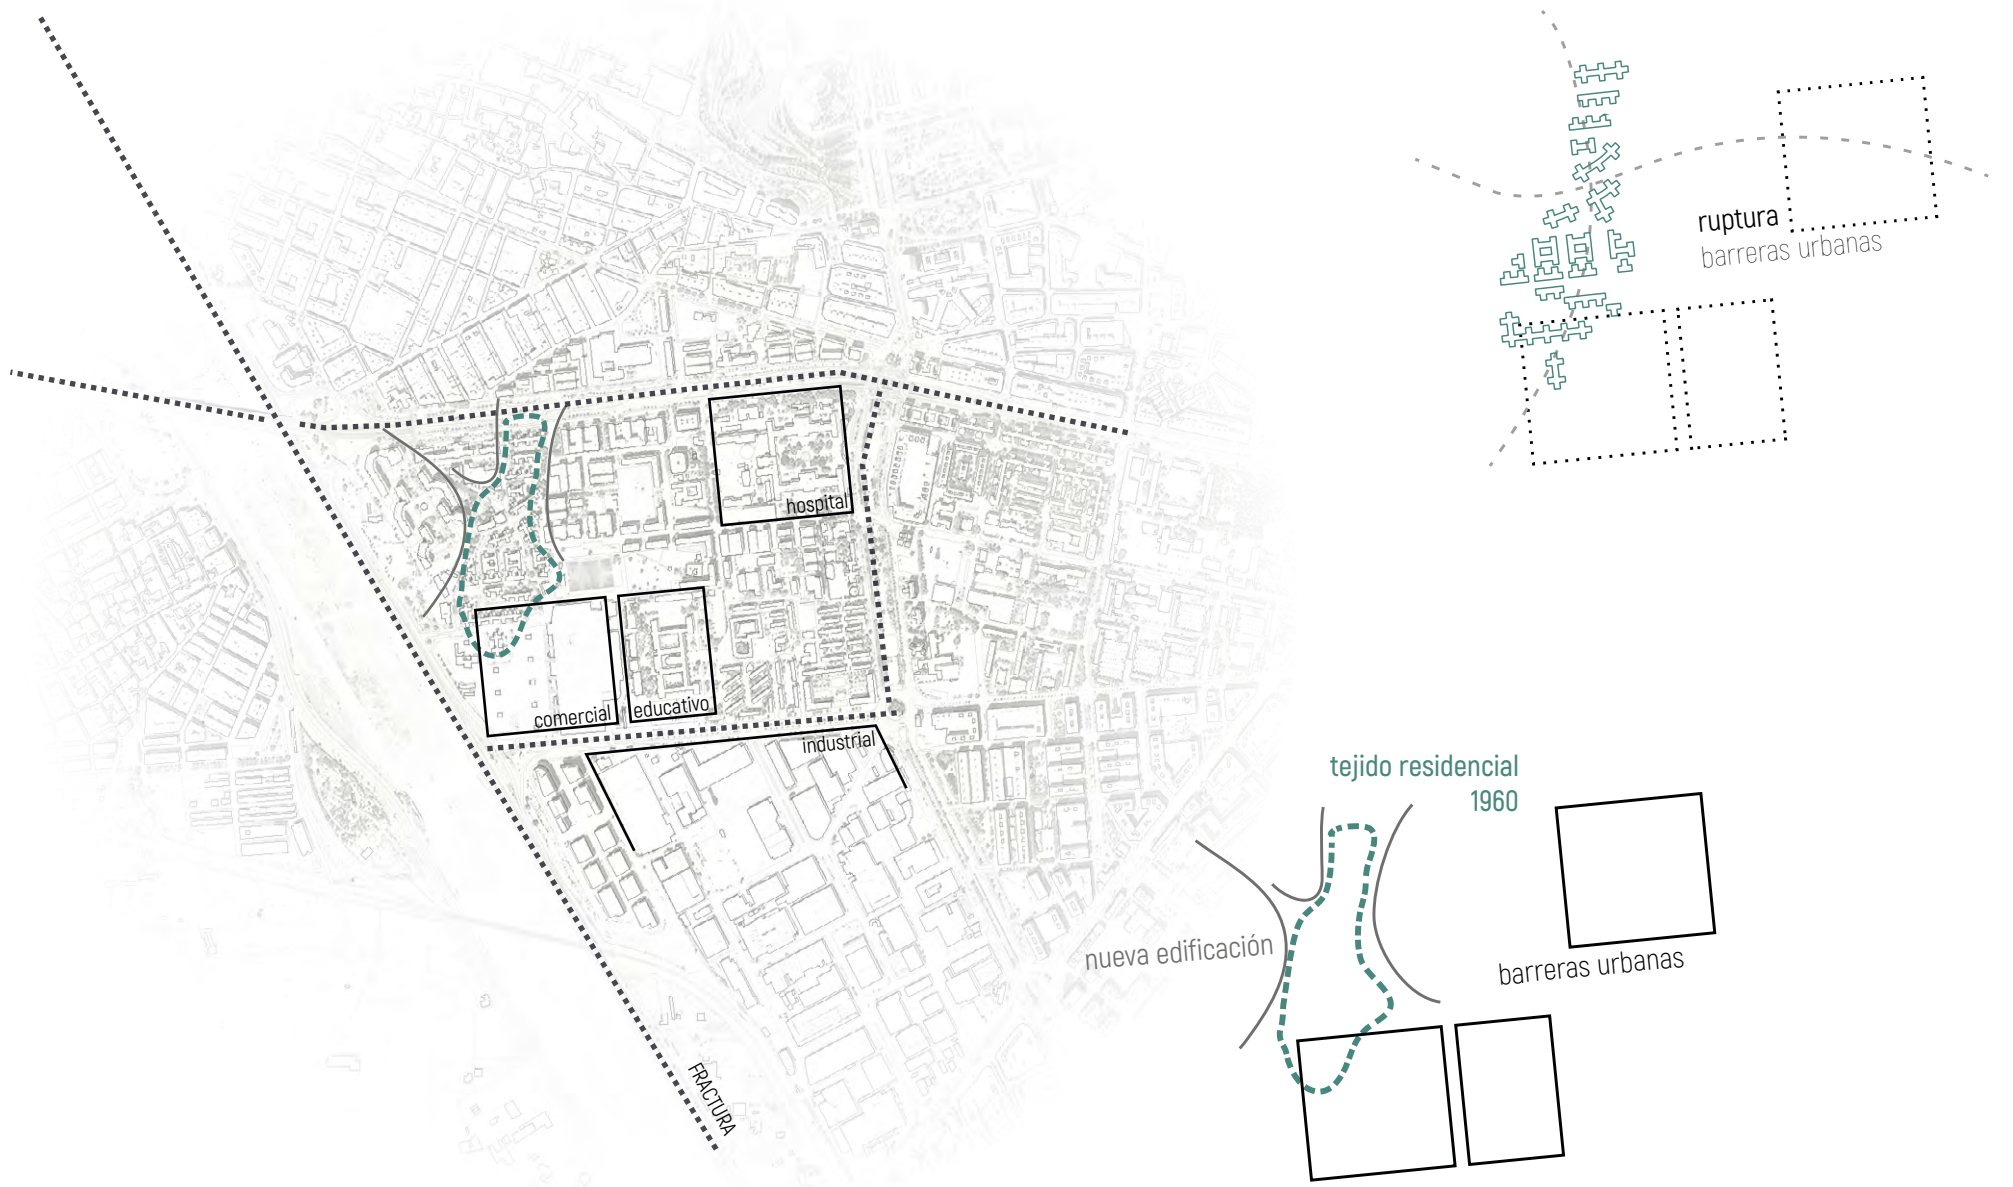 ruptura
barreras urbanas
hospital
comercial
educativo
industrial
FRACTURA
tejido residencial
1960
nueva edificación
barreras urbanas